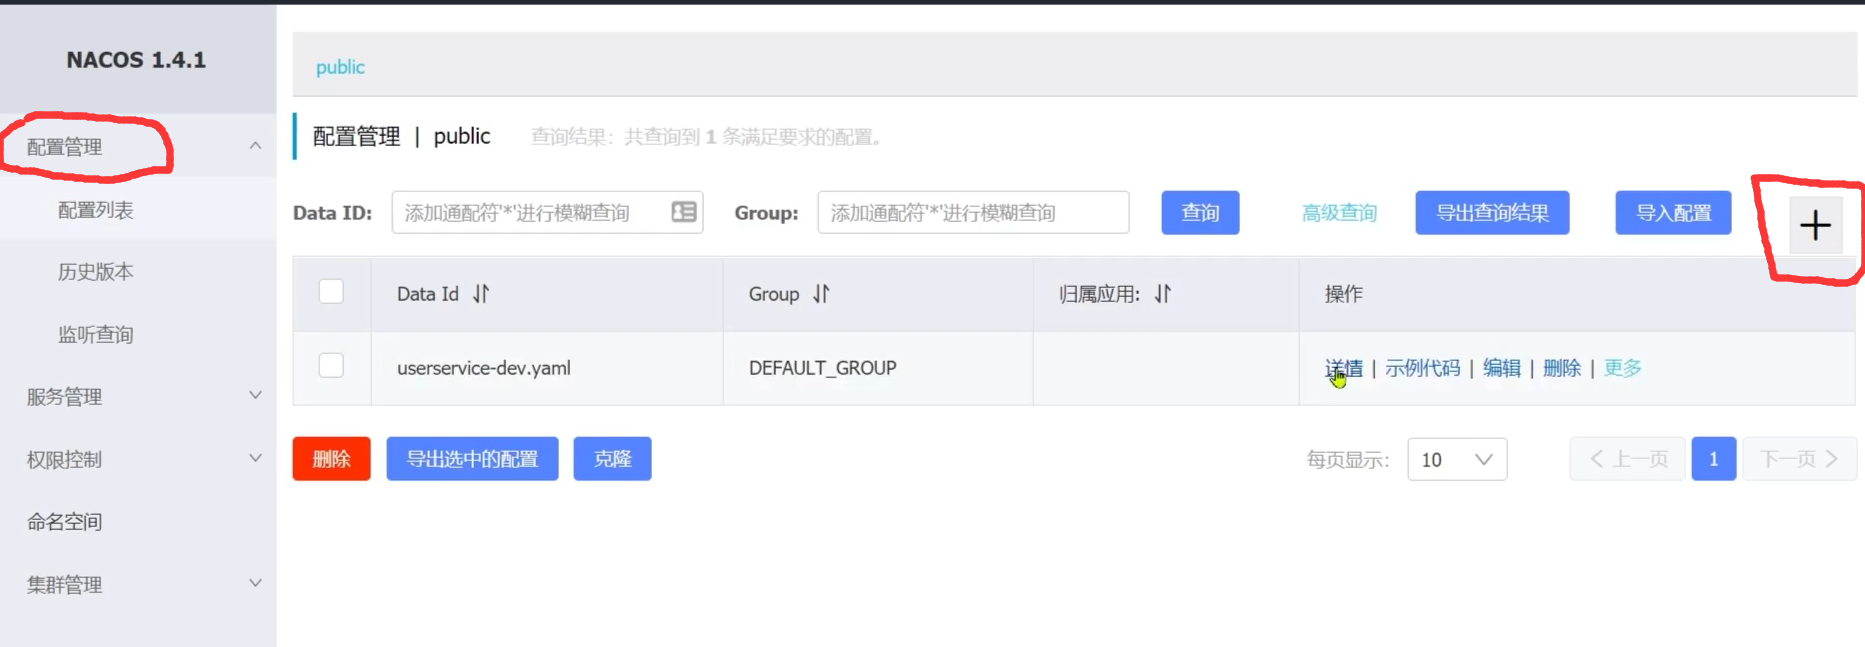 NACOS 1.4.1
配置管理
配置列表
历史版本
监听查询
服务管理
权限控制
命名空间
集群管理
public
配置管理 | public 查询结果：共查询到 1 条满足要求的配置。
Data ID: 添加通配符'*'进行模糊查询 Group: 添加通配符'*'进行模糊查询 查询 高级查询 导出查询结果 导入配置
Data Id Group 归属应用: 操作
userservice-dev.yaml DEFAULT_GROUP 详情 | 示例代码 | 编辑 | 删除 | 更多
删除 导出选中的配置 克隆 每页显示: 10 上一页 1 下一页